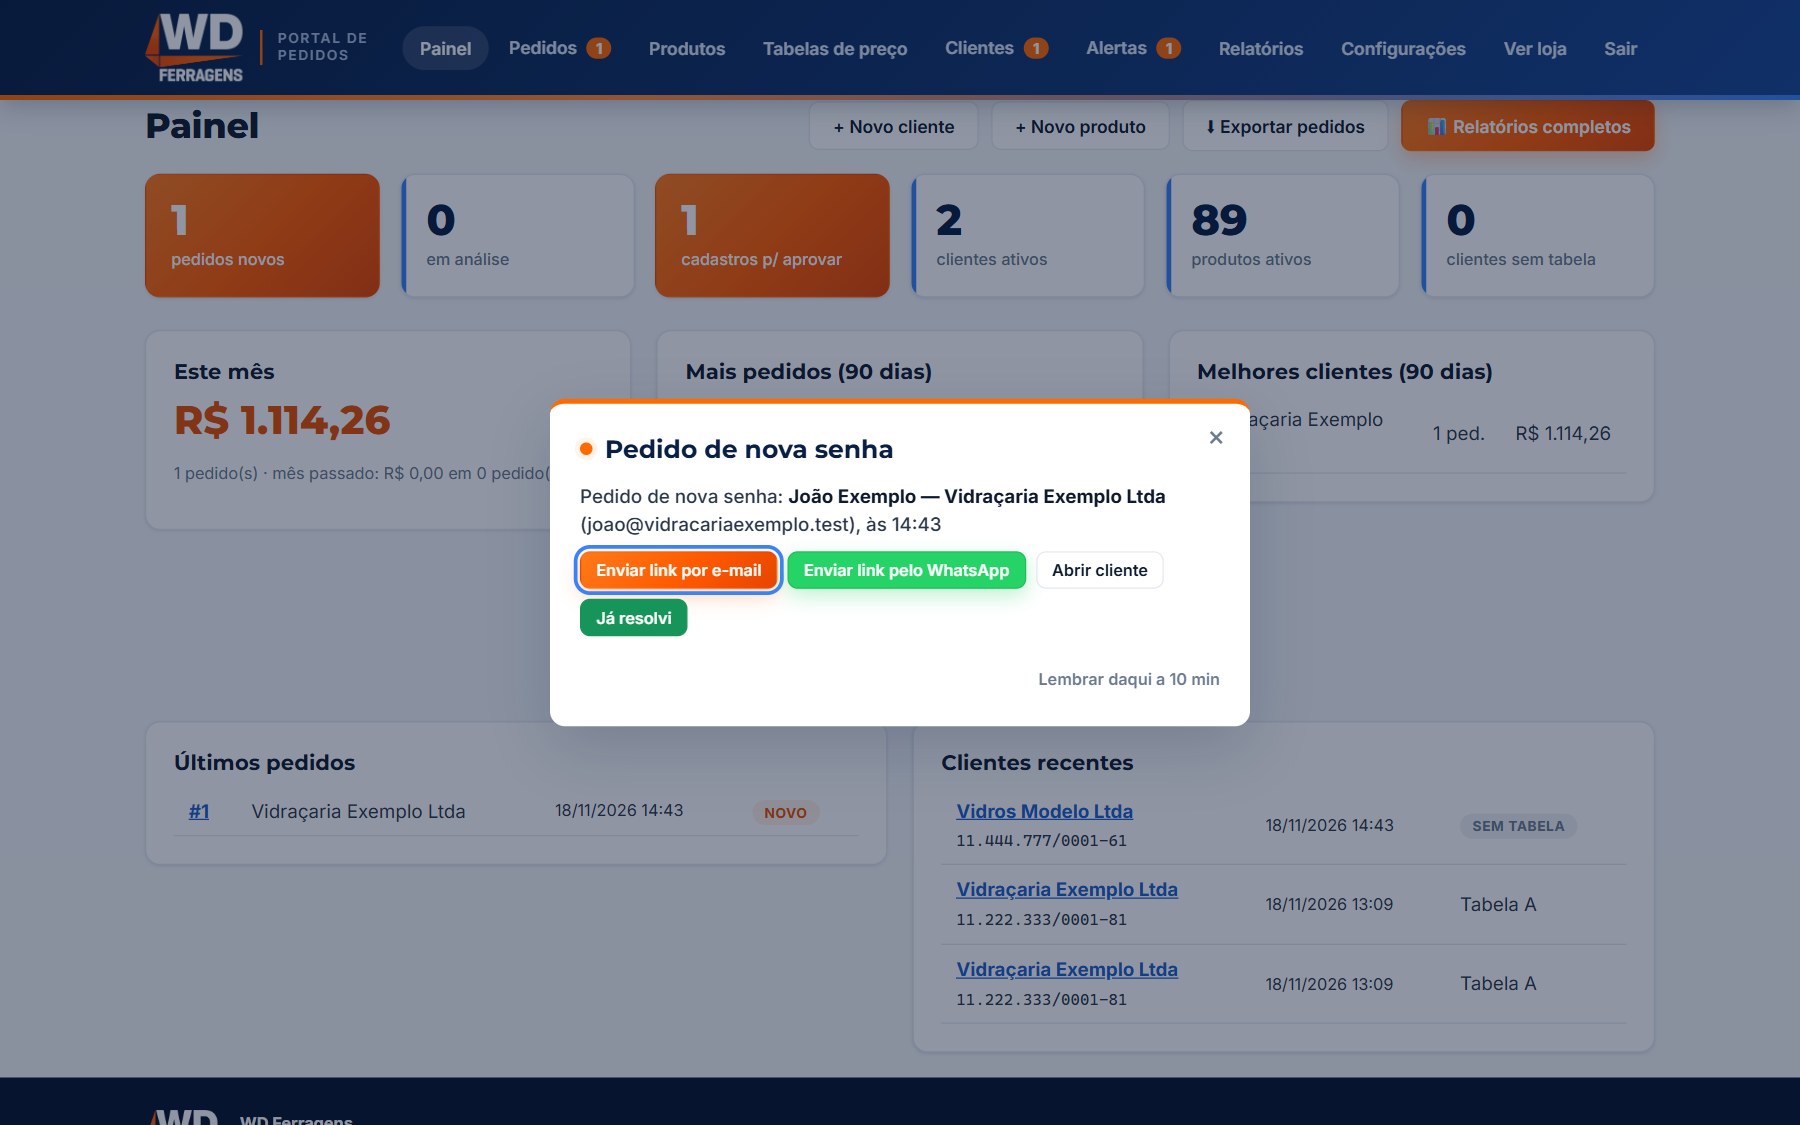 WD
FERRAGENS
PORTAL DE
PEDIDOS
Painel
Pedidos 1
Produtos
Tabelas de preço
Clientes 1
Alertas 1
Relatórios
Configurações
Ver loja
Sair
Painel
+ Novo cliente
+ Novo produto
⬇ Exportar pedidos
📊 Relatórios completos
1
pedidos novos
0
em análise
1
cadastros p/ aprovar
2
clientes ativos
89
produtos ativos
0
clientes sem tabela
Este mês
R$ 1.114,26
1 pedido(s) · mês passado: R$ 0,00 em 0 pedido(
Mais pedidos (90 dias)
Melhores clientes (90 dias)
açaria Exemplo
1 ped.
R$ 1.114,26
Pedido de nova senha
×
Pedido de nova senha: João Exemplo — Vidraçaria Exemplo Ltda
(joao@vidracariaexemplo.test), às 14:43
Enviar link por e-mail
Enviar link pelo WhatsApp
Abrir cliente
Já resolvi
Lembrar daqui a 10 min
Últimos pedidos
#1 Vidraçaria Exemplo Ltda 18/11/2026 14:43 NOVO
Clientes recentes
Vidros Modelo Ltda
11.444.777/0001-61
18/11/2026 14:43
SEM TABELA
Vidraçaria Exemplo Ltda
11.222.333/0001-81
18/11/2026 13:09
Tabela A
Vidraçaria Exemplo Ltda
11.222.333/0001-81
18/11/2026 13:09
Tabela A
WD
WD Ferragens